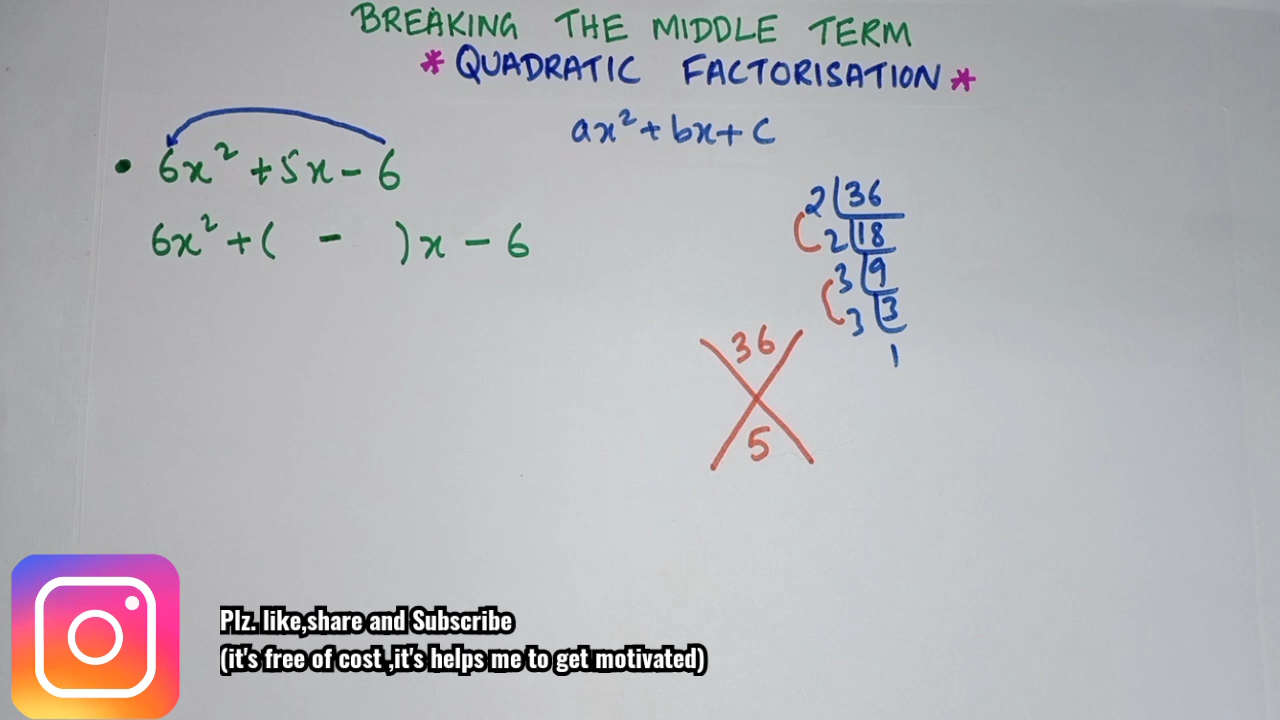 BREAKING THE MIDDLE TERM
* QUADRATIC FACTORISATION *
ax² + bx + c
• 6x² + 5x - 6
6x² + ( - )x - 6
2 36
2 18
3 9
3 3
1
36
5
Plz. like,share and Subscribe
(it's free of cost ,it's helps me to get motivated)